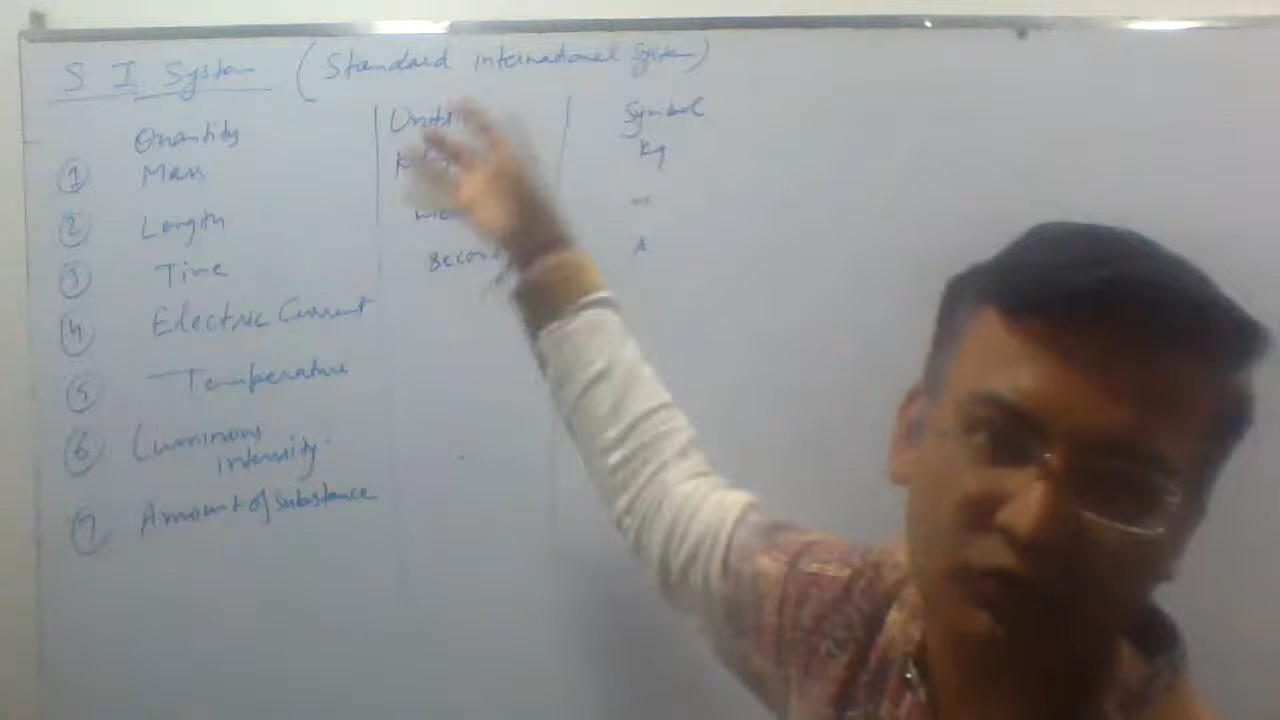 S I System (Standard international System)
Quantity Units Symbol
① Mass Kg
② Length m
③ Time Second s
④ Electric Current
⑤ Temperature
⑥ Luminous
intensity
⑦ Amount of Substance